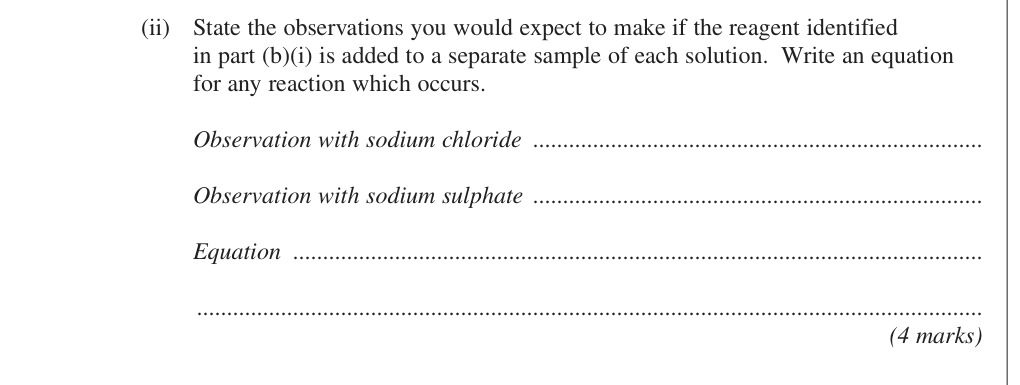 (ii) State the observations you would expect to make if the reagent identified
in part (b)(i) is added to a separate sample of each solution. Write an equation
for any reaction which occurs.
Observation with sodium chloride ............................................................................
Observation with sodium sulphate ............................................................................
Equation ....................................................................................................................
....................................................................................................................................
(4 marks)